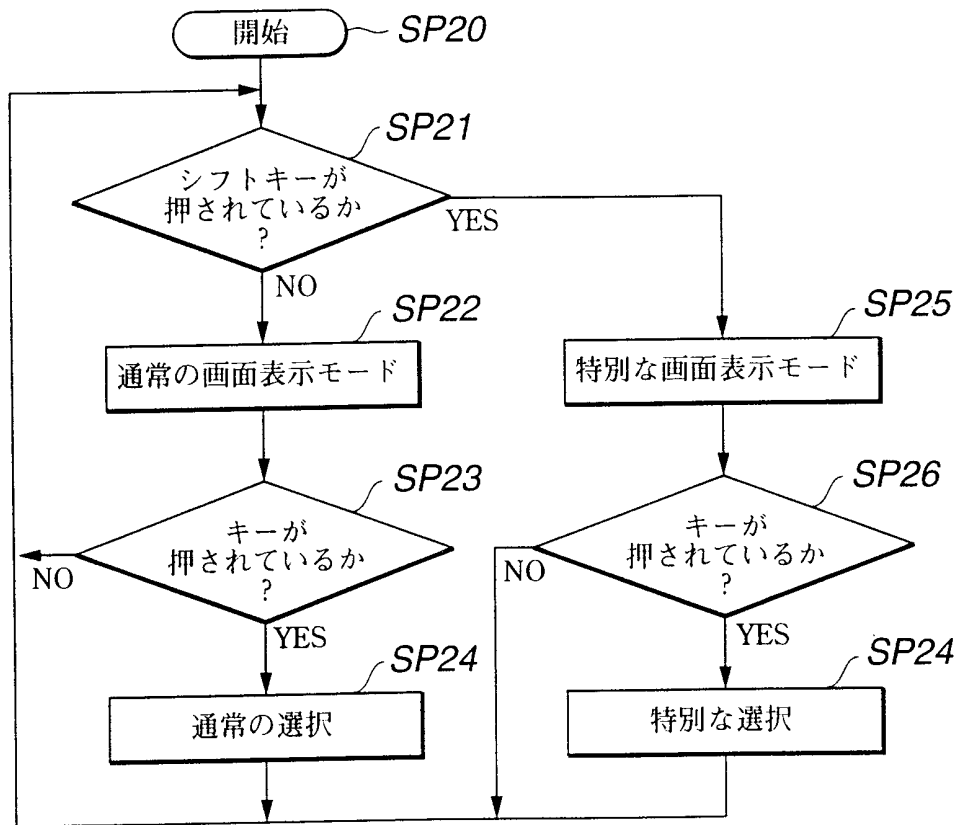 開始
SP20
SP21
シフトキーが
押されているか
?
YES
NO
SP22
通常の画面表示モード
SP25
特別な画面表示モード
SP23
キーが
押されているか
?
NO
YES
SP26
キーが
押されているか
?
NO
YES
SP24
通常の選択
SP24
特別な選択